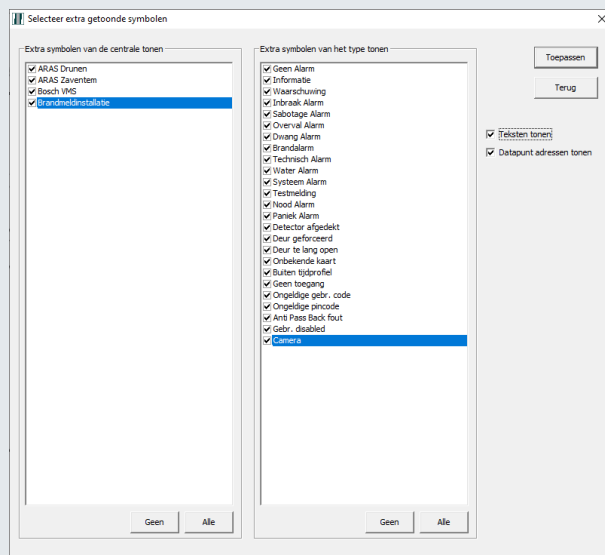 Selecteer extra getoonde symbolen
Extra symbolen van de centrale tonen
ARAS Drunen
ARAS Zaventem
Bosch VMS
Brandmeldinstallatie
Geen
Alle
Extra symbolen van het type tonen
Geen Alarm
Informatie
Waarschuwing
Inbraak Alarm
Sabotage Alarm
Overval Alarm
Dwang Alarm
Brandalarm
Technisch Alarm
Water Alarm
Systeem Alarm
Testmelding
Nood Alarm
Paniek Alarm
Detector afgedekt
Deur geforceerd
Deur te lang open
Onbekende kaart
Buiten tijdprofiel
Geen toegang
Ongeldige gebr. code
Ongeldige pincode
Anti Pass Back fout
Gebr. disabled
Camera
Geen
Alle
Toepassen
Terug
Teksten tonen
Datapunt adressen tonen